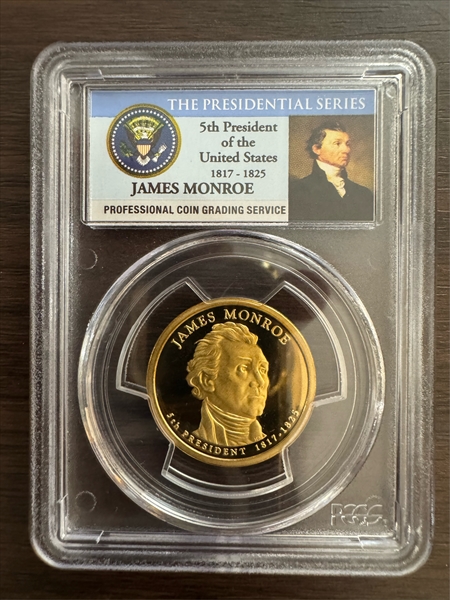 THE PRESIDENTIAL SERIES
5th President
of the
United States
1817 - 1825
JAMES MONROE
PROFESSIONAL COIN GRADING SERVICE
JAMES MONROE
5th PRESIDENT 1817-1825
PCGS